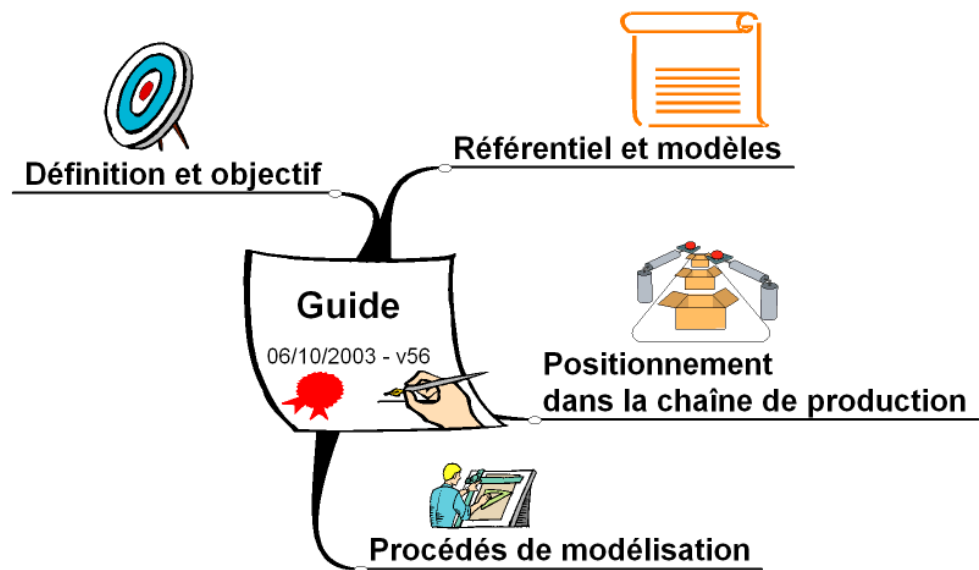 Définition et objectif
Référentiel et modèles
Guide
06/10/2003 - v56
Positionnement
dans la chaîne de production
Procédés de modélisation